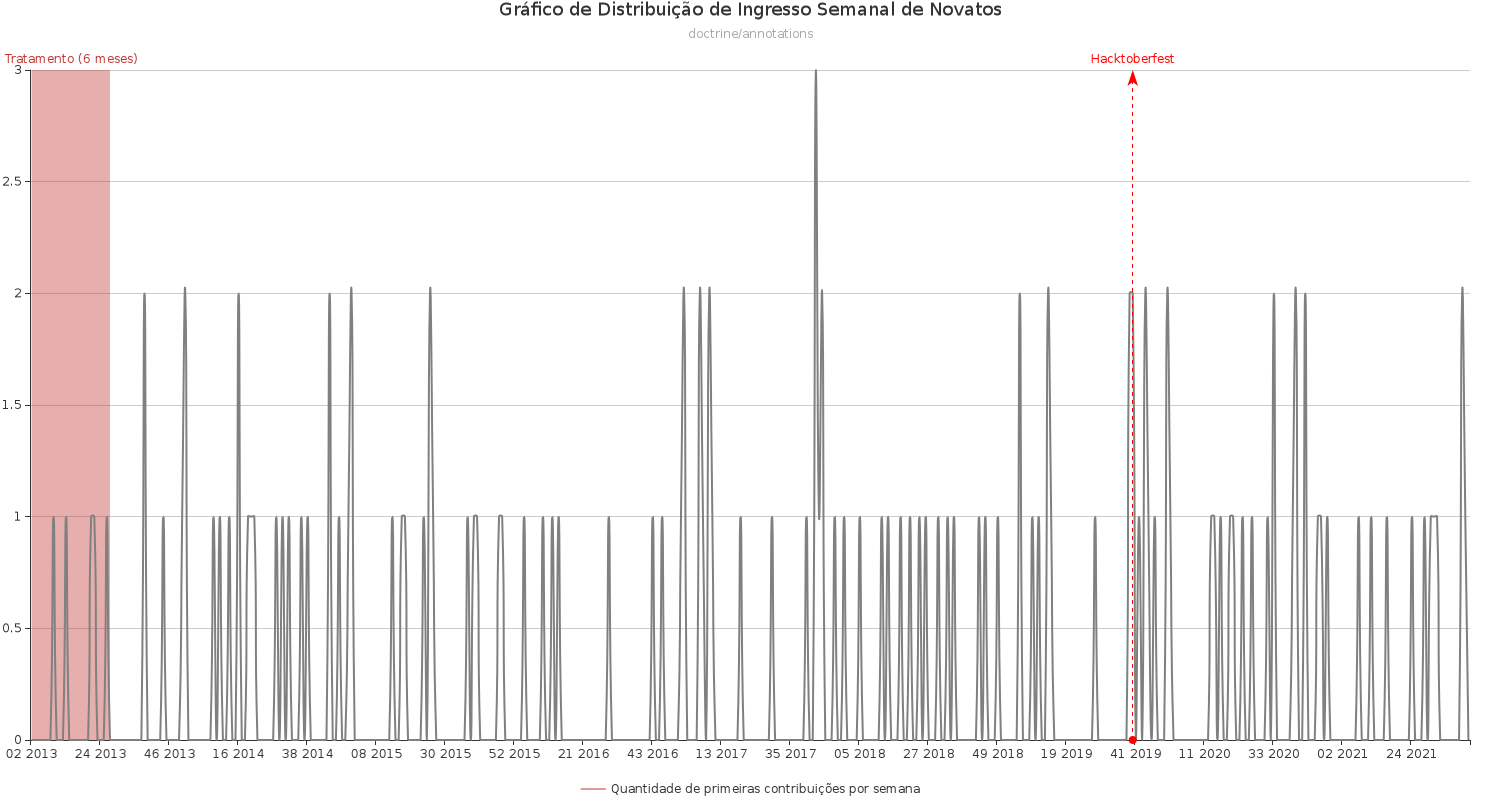 Gráfico de Distribuição de Ingresso Semanal de Novatos
doctrine/annotations
Tratamento (6 meses)
Hacktoberfest
3
2.5
2
1.5
1
0.5
0
02 2013 24 2013 46 2013 16 2014 38 2014 08 2015 30 2015 52 2015 21 2016 43 2016 13 2017 35 2017 05 2018 27 2018 49 2018 19 2019 41 2019 11 2020 33 2020 02 2021 24 2021
Quantidade de primeiras contribuições por semana